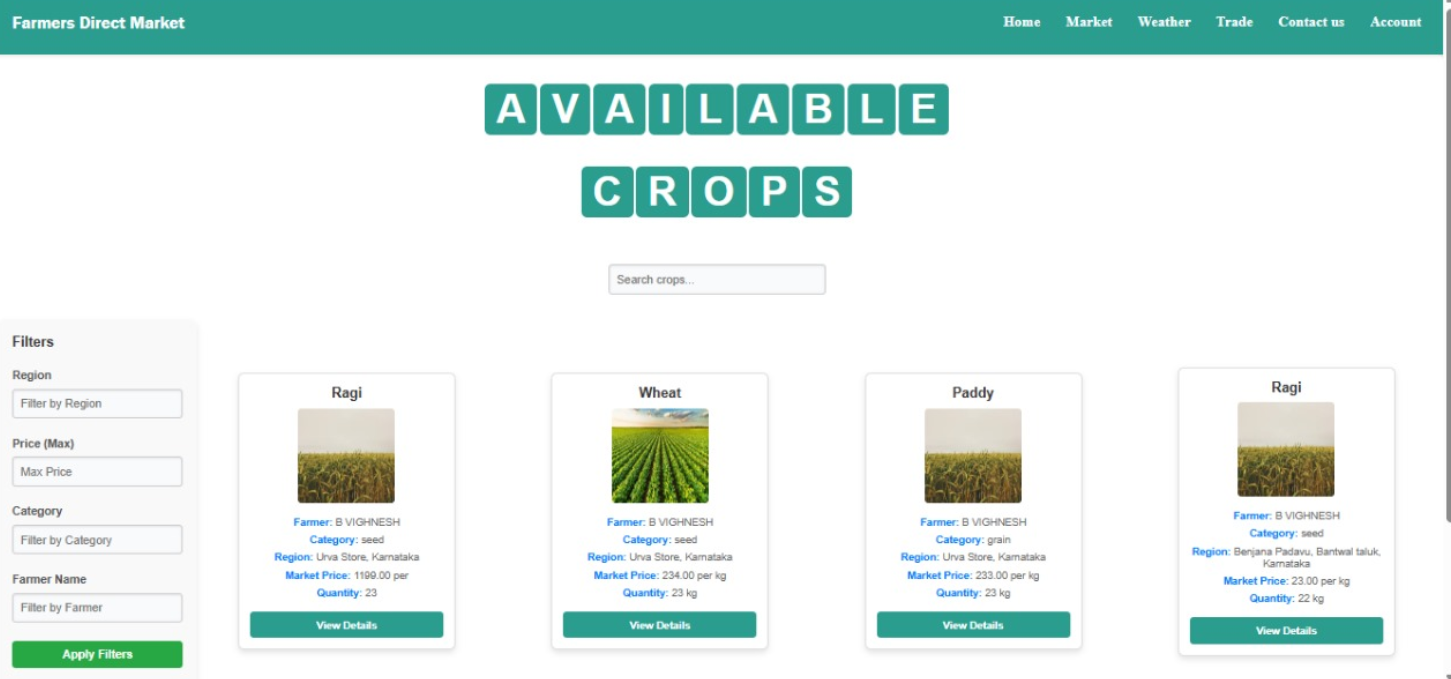 Farmers Direct Market
Home Market Weather Trade Contact us Account
AVAILABLE
CROPS
Search crops...
Filters
Region
Filter by Region
Price (Max)
Max Price
Category
Filter by Category
Farmer Name
Filter by Farmer
Apply Filters
Ragi
Farmer: B VIGHNESH
Category: seed
Region: Urva Store, Karnataka
Market Price: 1199.00 per
Quantity: 23
View Details
Wheat
Farmer: B VIGHNESH
Category: seed
Region: Urva Store, Karnataka
Market Price: 234.00 per kg
Quantity: 23 kg
View Details
Paddy
Farmer: B VIGHNESH
Category: grain
Region: Urva Store, Karnataka
Market Price: 233.00 per kg
Quantity: 23 kg
View Details
Ragi
Farmer: B VIGHNESH
Category: seed
Region: Benjana Padavu, Bantwal taluk,
Karnataka
Market Price: 23.00 per kg
Quantity: 22 kg
View Details